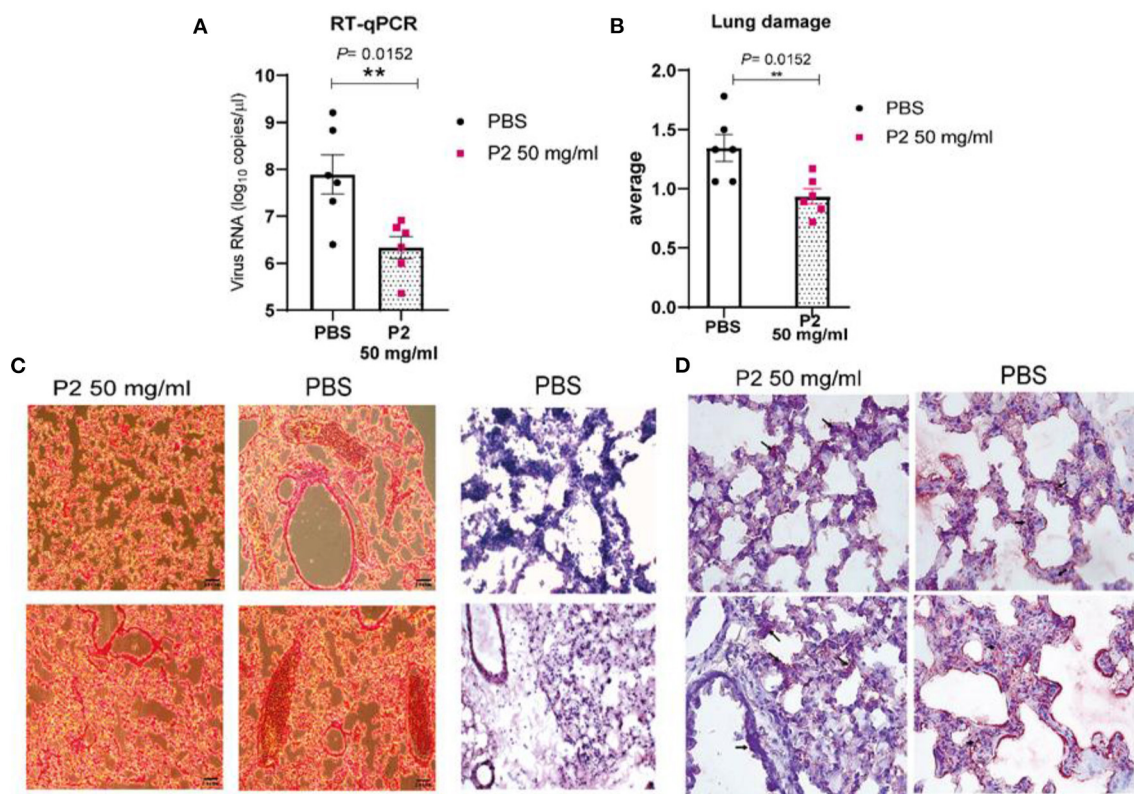 A
RT-qPCR
P= 0.0152
**
Virus RNA (log10 copies/µl)
10
9
8
7
6
5
PBS
P2
50 mg/ml
PBS
P2 50 mg/ml
B
Lung damage
P= 0.0152
**
average
2.0
1.5
1.0
0.5
0.0
PBS
P2
50 mg/ml
PBS
P2 50 mg/ml
C
P2 50 mg/ml
PBS
PBS
D
P2 50 mg/ml
PBS